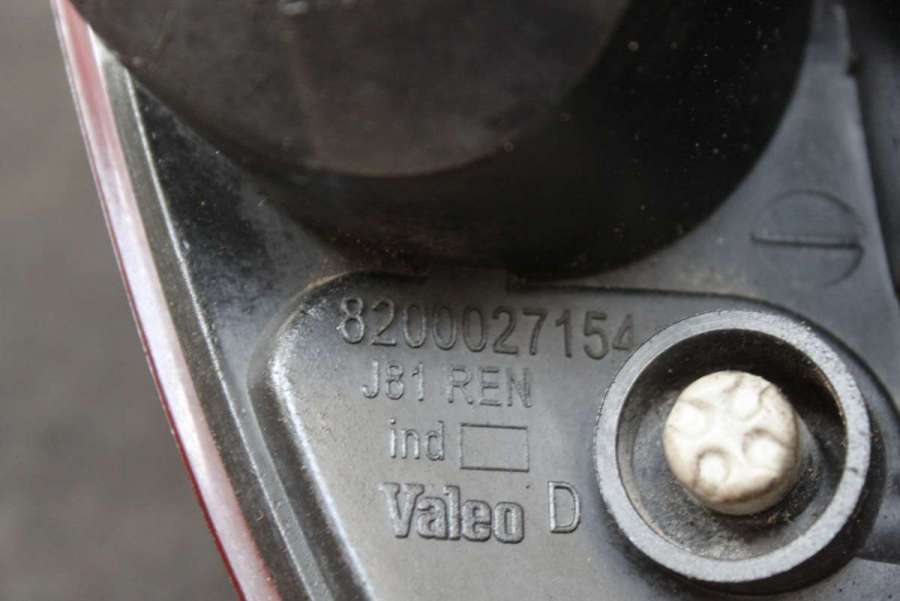 8200027154
J81 REN
ind
Valeo D